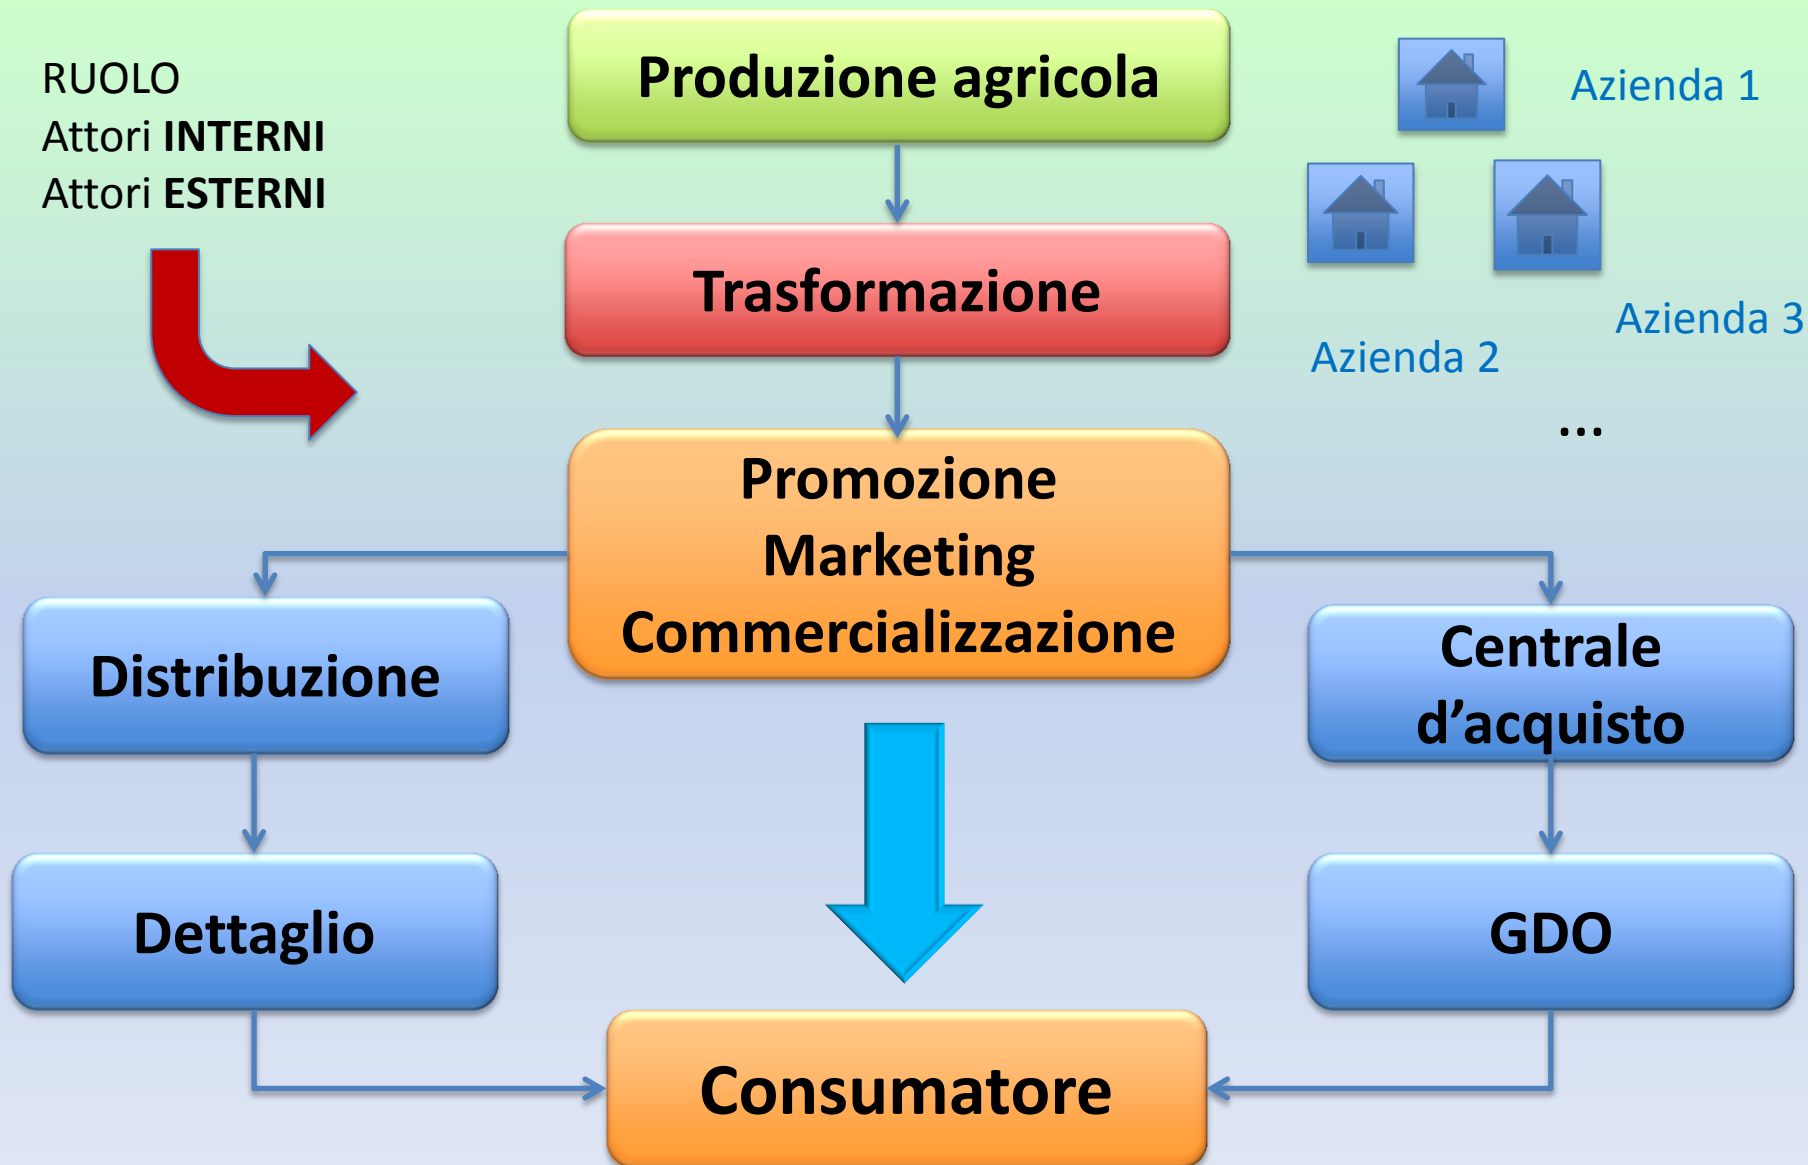 RUOLO
Attori INTERNI
Attori ESTERNI
Produzione agricola
Azienda 1
Trasformazione
Azienda 3
Azienda 2
...
Promozione
Marketing
Commercializzazione
Distribuzione
Centrale
d’acquisto
Dettaglio
GDO
Consumatore